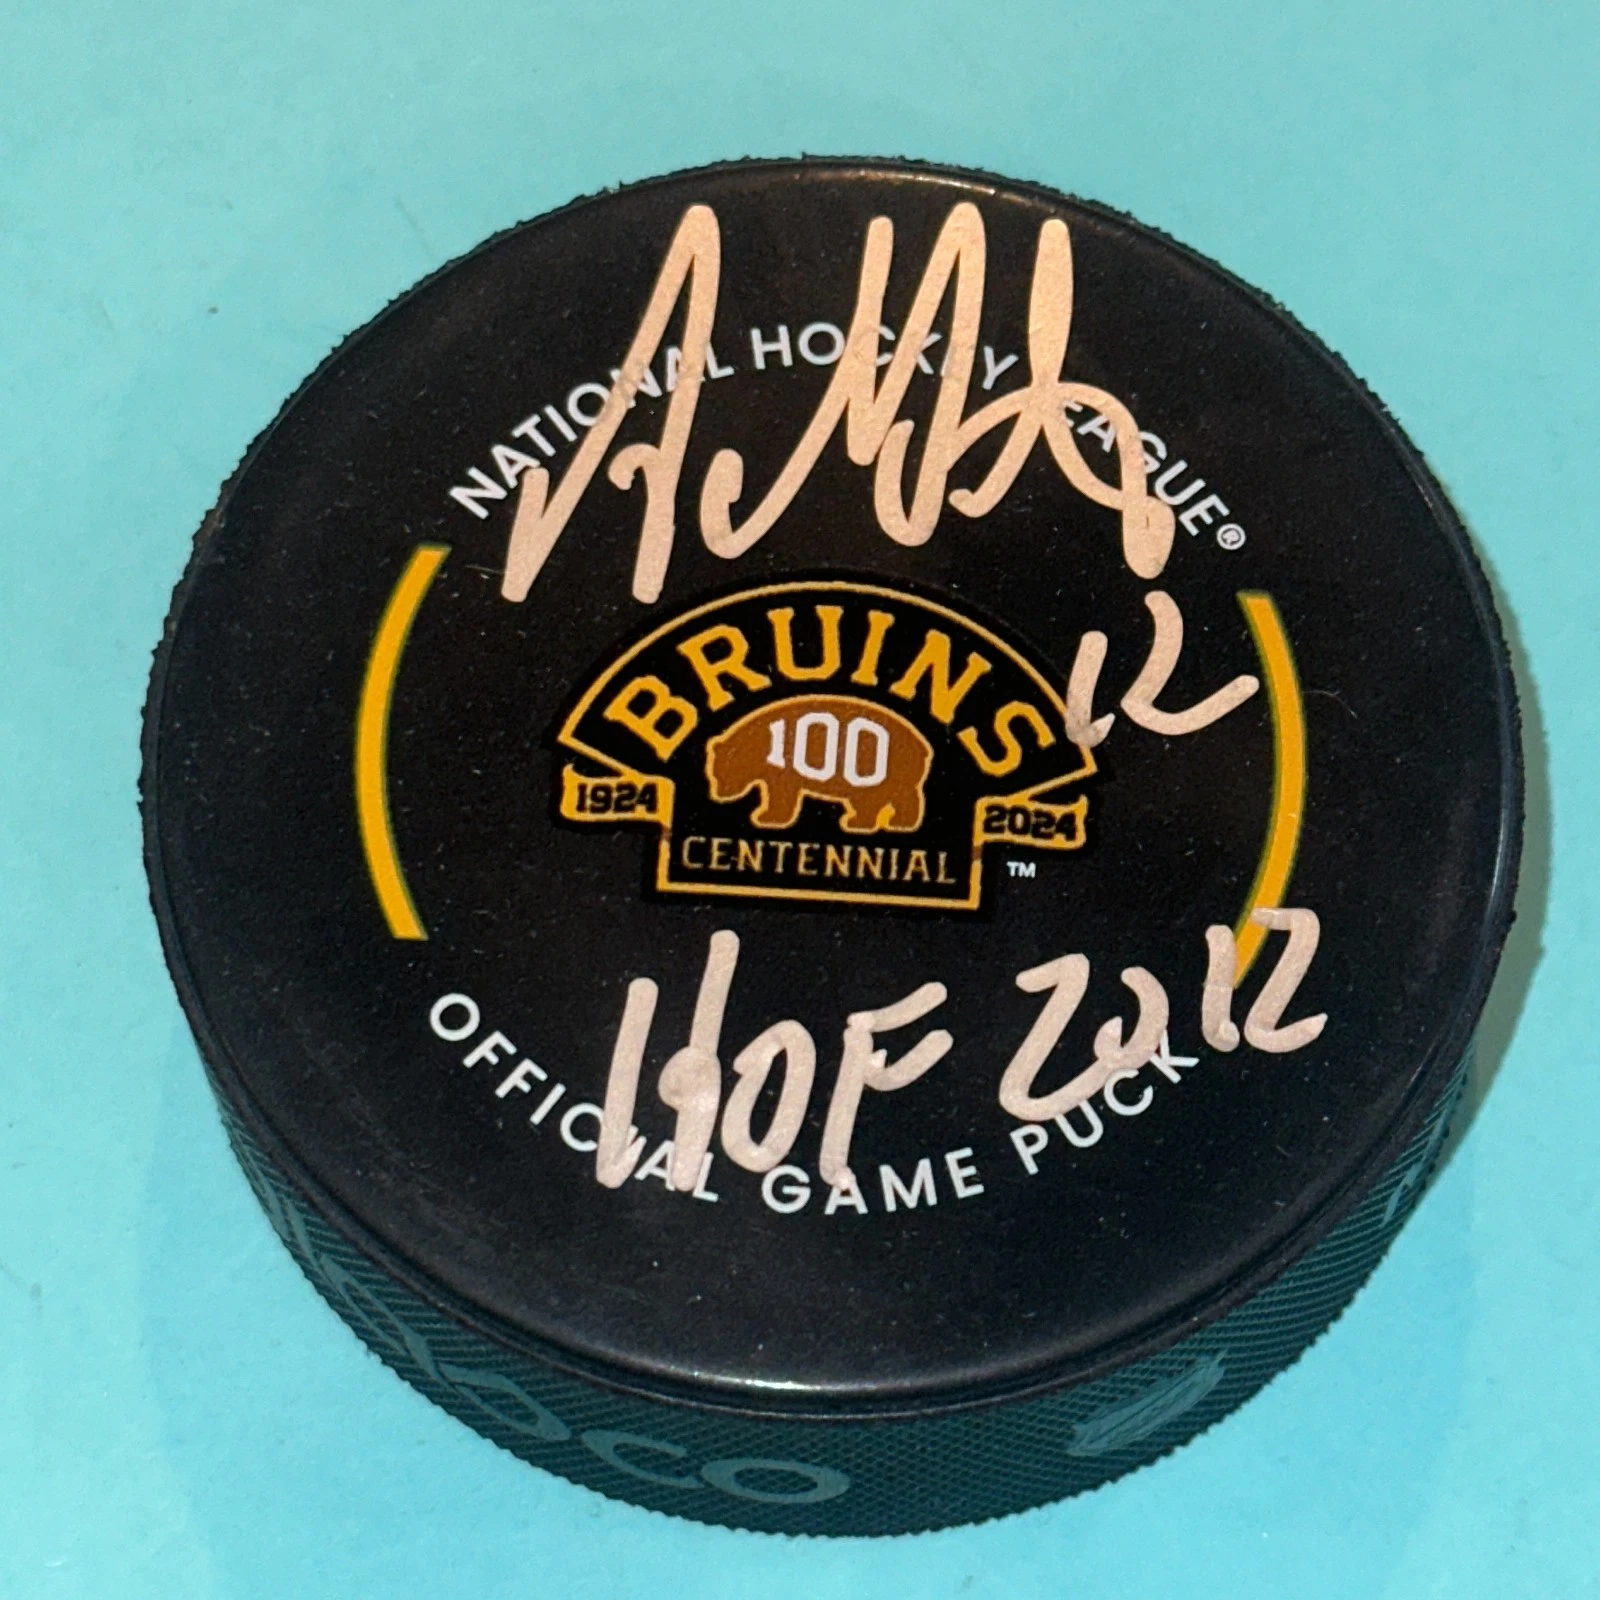 NATIONAL HOCKEY LEAGUE®
12
BRUINS
100
1924
2024
CENTENNIAL
TM
HOF 2012
OFFICIAL GAME PUCK